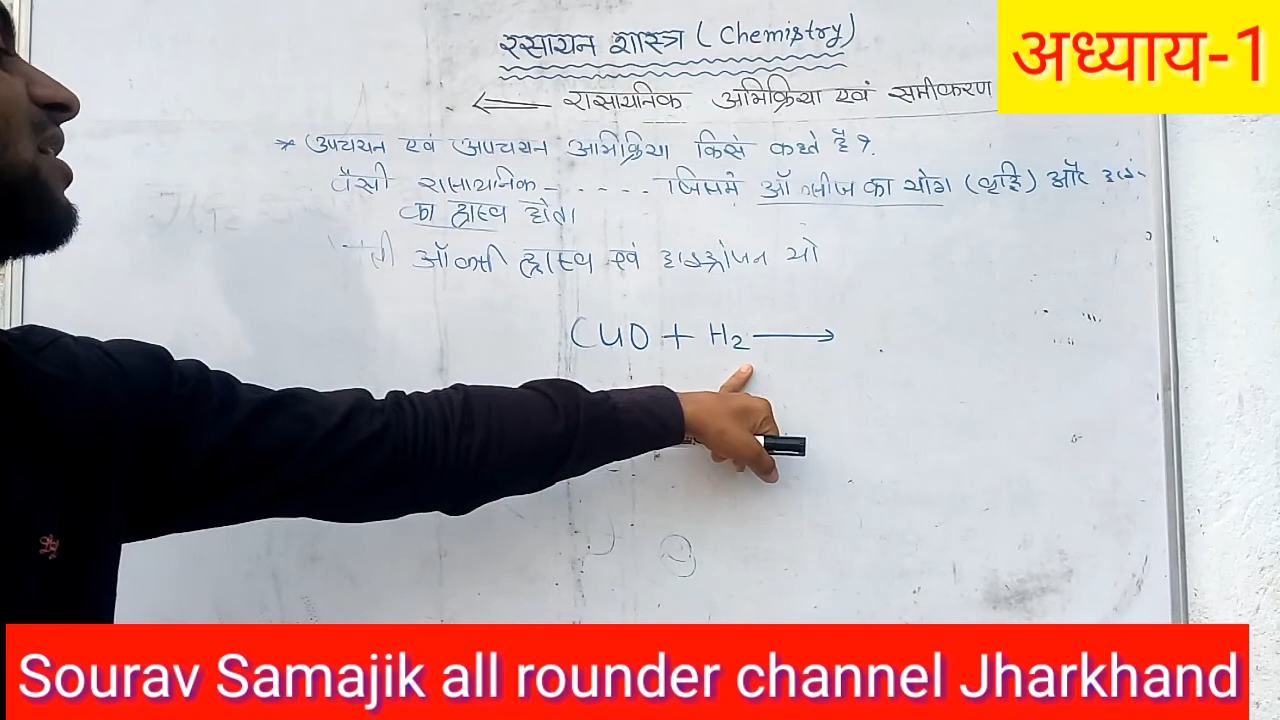 रसायन शास्त्र ( Chemistry )
अध्याय-1
रासायनिक अभिक्रिया एवं समीकरण
* उपचयन एवं अपचयन अभिक्रिया किसे कहते है ?
वैसी रासायनिक - . . . . . जिसमें ऑक्सीज का योग (वृद्धि) और हाई.
का ह्रास्य होता
ऑक्सी ह्रास्य एवं हाइड्रोजन यो
CuO + H2 ⟶
Sourav Samajik all rounder channel Jharkhand